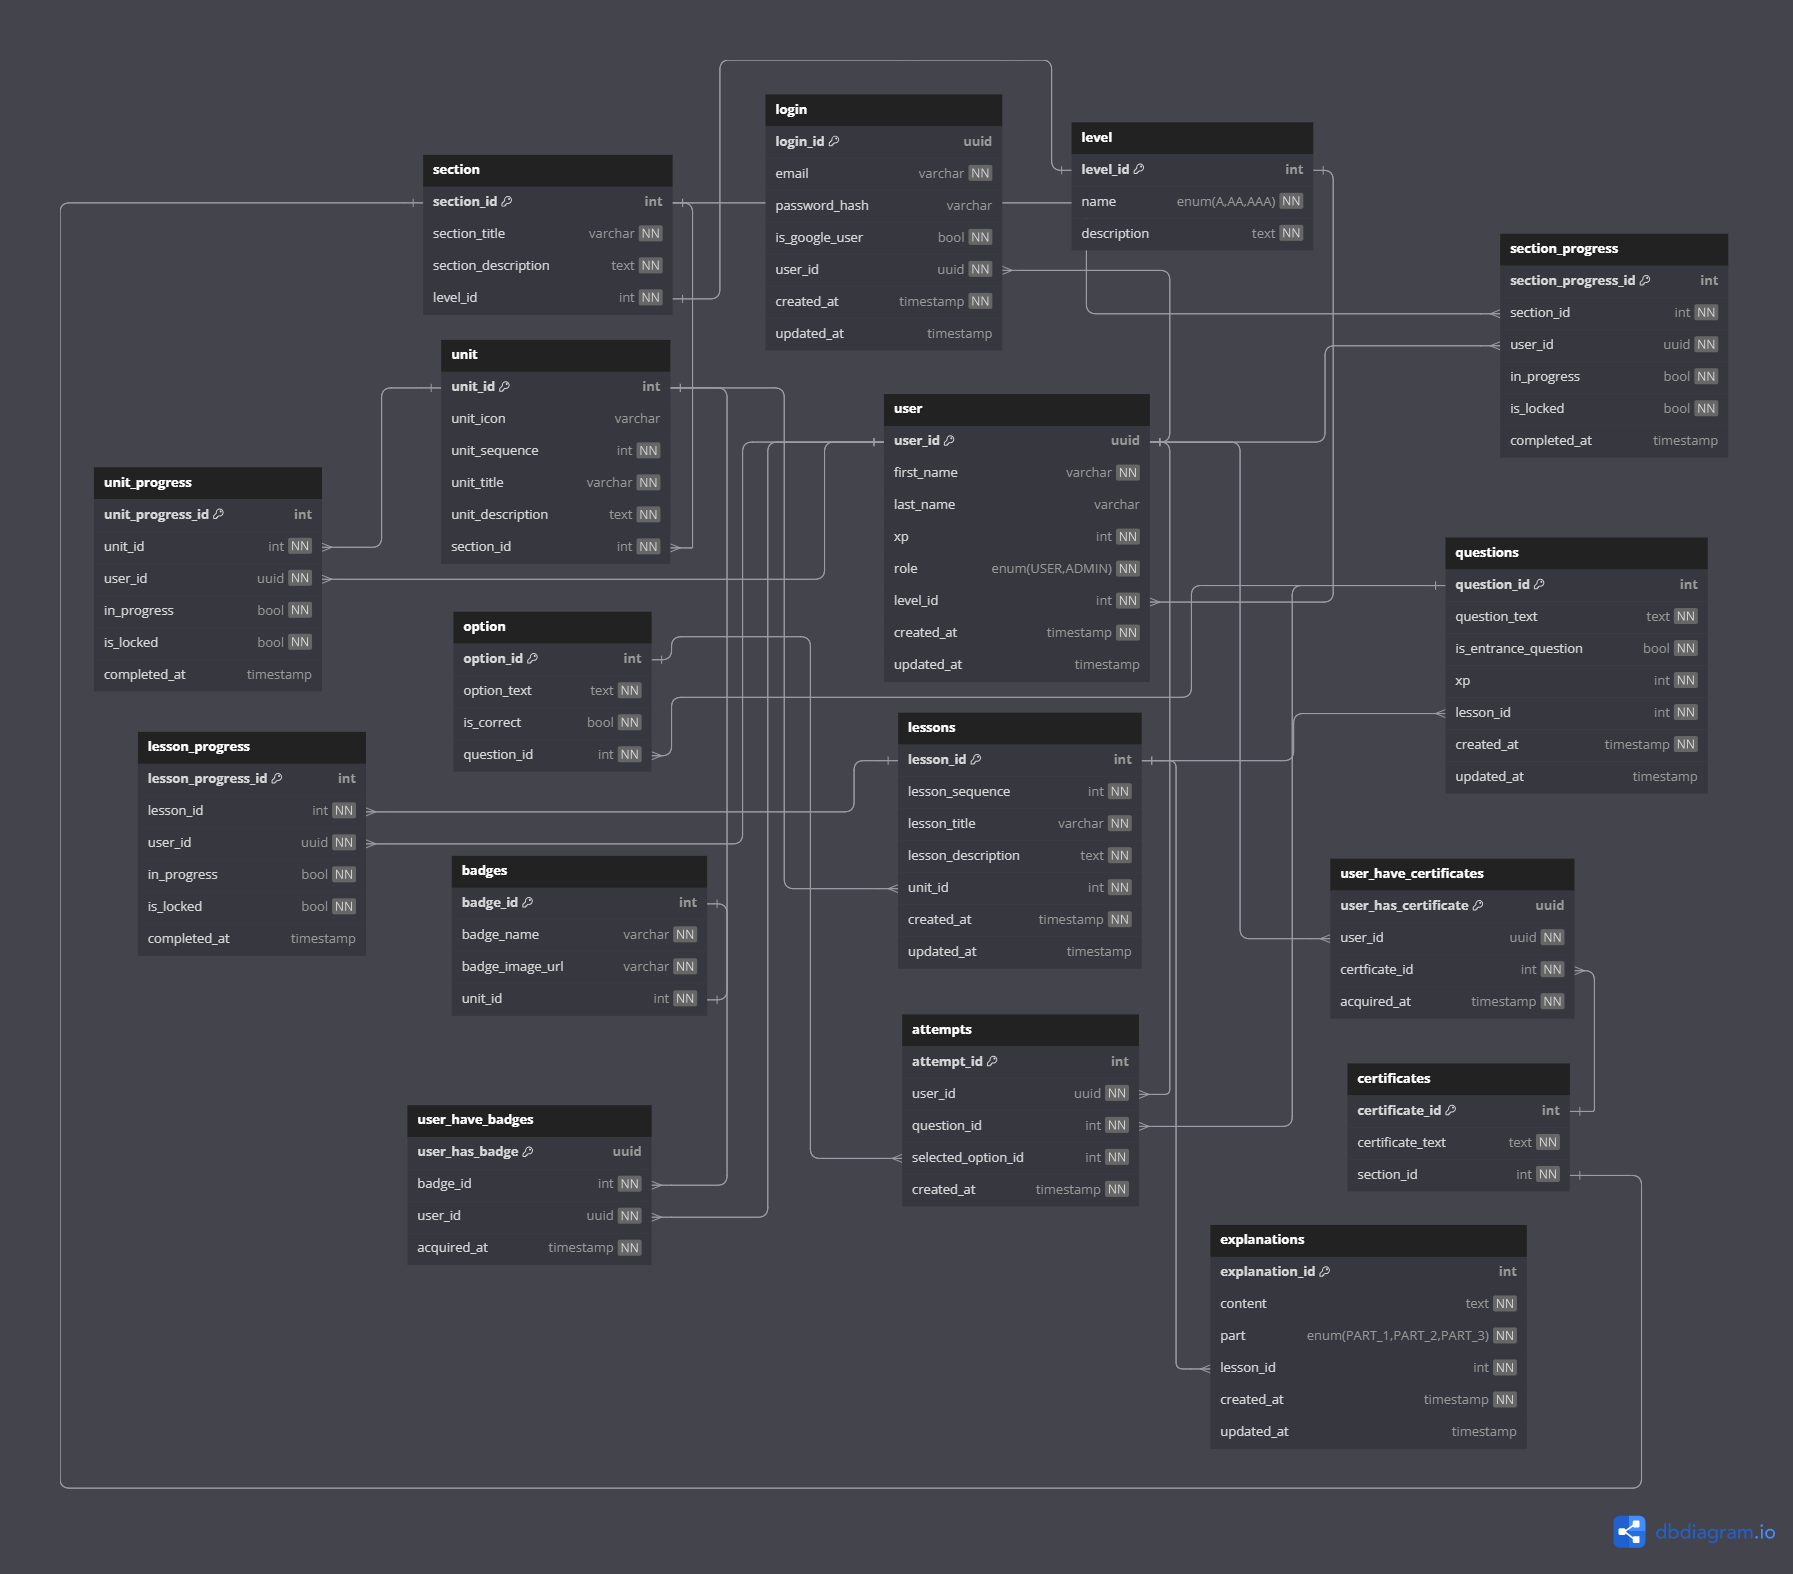 login
login_id uuid
email varchar NN
password_hash varchar
is_google_user bool NN
user_id uuid NN
created_at timestamp NN
updated_at timestamp
level
level_id int
name enum(A,AA,AAA) NN
description text NN
section
section_id int
section_title varchar NN
section_description text NN
level_id int NN
section_progress
section_progress_id int
section_id int NN
user_id uuid NN
in_progress bool NN
is_locked bool NN
completed_at timestamp
unit
unit_id int
unit_icon varchar
unit_sequence int NN
unit_title varchar NN
unit_description text NN
section_id int NN
user
user_id uuid
first_name varchar NN
last_name varchar
xp int NN
role enum(USER,ADMIN) NN
level_id int NN
created_at timestamp NN
updated_at timestamp
unit_progress
unit_progress_id int
unit_id int NN
user_id uuid NN
in_progress bool NN
is_locked bool NN
completed_at timestamp
questions
question_id int
question_text text NN
is_entrance_question bool NN
xp int NN
lesson_id int NN
created_at timestamp NN
updated_at timestamp
option
option_id int
option_text text NN
is_correct bool NN
question_id int NN
lessons
lesson_id int
lesson_sequence int NN
lesson_title varchar NN
lesson_description text NN
unit_id int NN
created_at timestamp NN
updated_at timestamp
lesson_progress
lesson_progress_id int
lesson_id int NN
user_id uuid NN
in_progress bool NN
is_locked bool NN
completed_at timestamp
badges
badge_id int
badge_name varchar NN
badge_image_url varchar NN
unit_id int NN
user_have_certificates
user_has_certificate uuid
user_id uuid NN
certficate_id int NN
acquired_at timestamp NN
attempts
attempt_id int
user_id uuid NN
question_id int NN
selected_option_id int NN
created_at timestamp NN
certificates
certificate_id int
certificate_text text NN
section_id int NN
user_have_badges
user_has_badge uuid
badge_id int NN
user_id uuid NN
acquired_at timestamp NN
explanations
explanation_id int
content text NN
part enum(PART_1,PART_2,PART_3) NN
lesson_id int NN
created_at timestamp NN
updated_at timestamp
dbdiagram.io